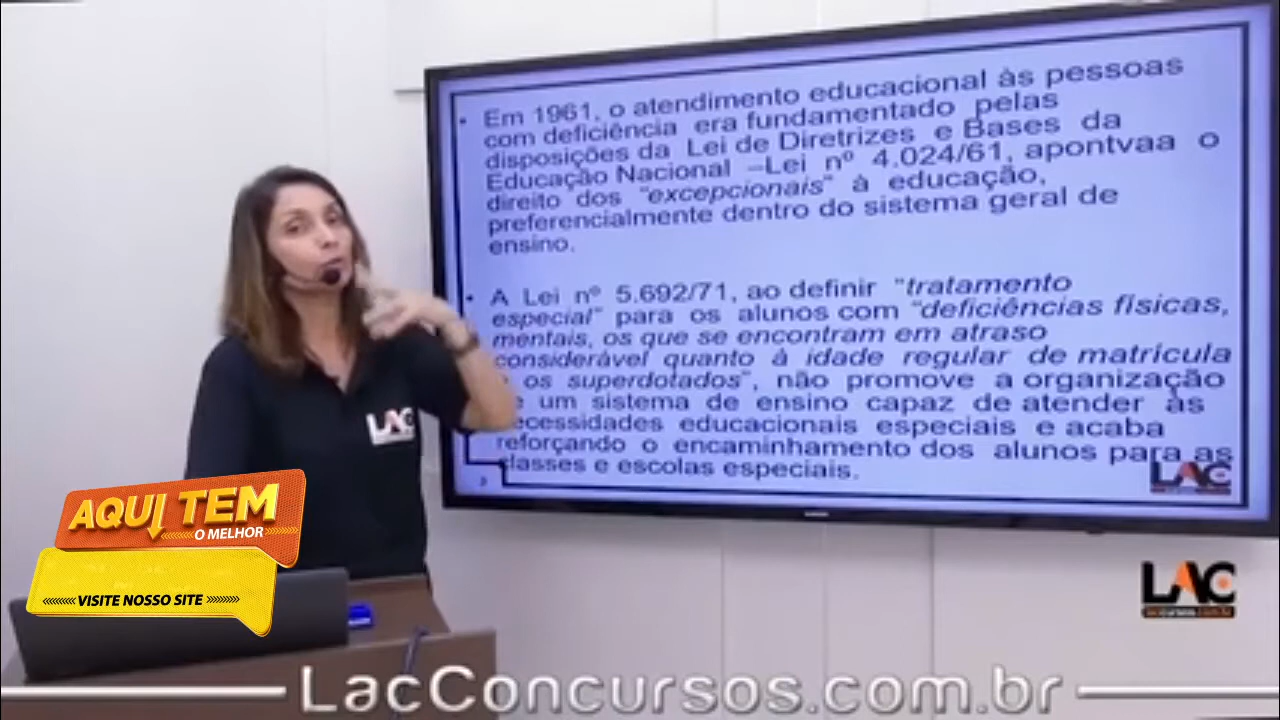 • Em 1961, o atendimento educacional às pessoas
com deficiência era fundamentado pelas
disposições da Lei de Diretrizes e Bases da
Educação Nacional –Lei nº 4.024/61, apontvaa o
direito dos "excepcionais" à educação,
preferencialmente dentro do sistema geral de
ensino.
• A Lei nº 5.692/71, ao definir "tratamento
especial" para os alunos com "deficiências físicas,
mentais, os que se encontram em atraso
considerável quanto à idade regular de matrícula
os superdotados", não promove a organização
um sistema de ensino capaz de atender às
ecessidades educacionais especiais e acaba
reforçando o encaminhamento dos alunos para as
classes e escolas especiais.
3
LAC
LAC
AQUI TEM
O MELHOR
VISITE NOSSO SITE
LAC
lacconcursos.com.br
LacConcursos.com.br